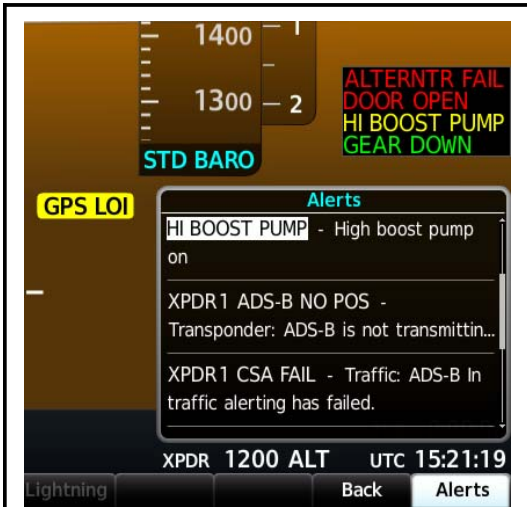 1400
1
1300
2
STD BARO
ALTERNTR FAIL
DOOR OPEN
HI BOOST PUMP
GEAR DOWN
GPS LOI
Alerts
HI BOOST PUMP - High boost pump
on
XPDR1 ADS-B NO POS -
Transponder: ADS-B is not transmittin...
XPDR1 CSA FAIL - Traffic: ADS-B In
traffic alerting has failed.
XPDR 1200 ALT UTC 15:21:19
Lightning Back Alerts